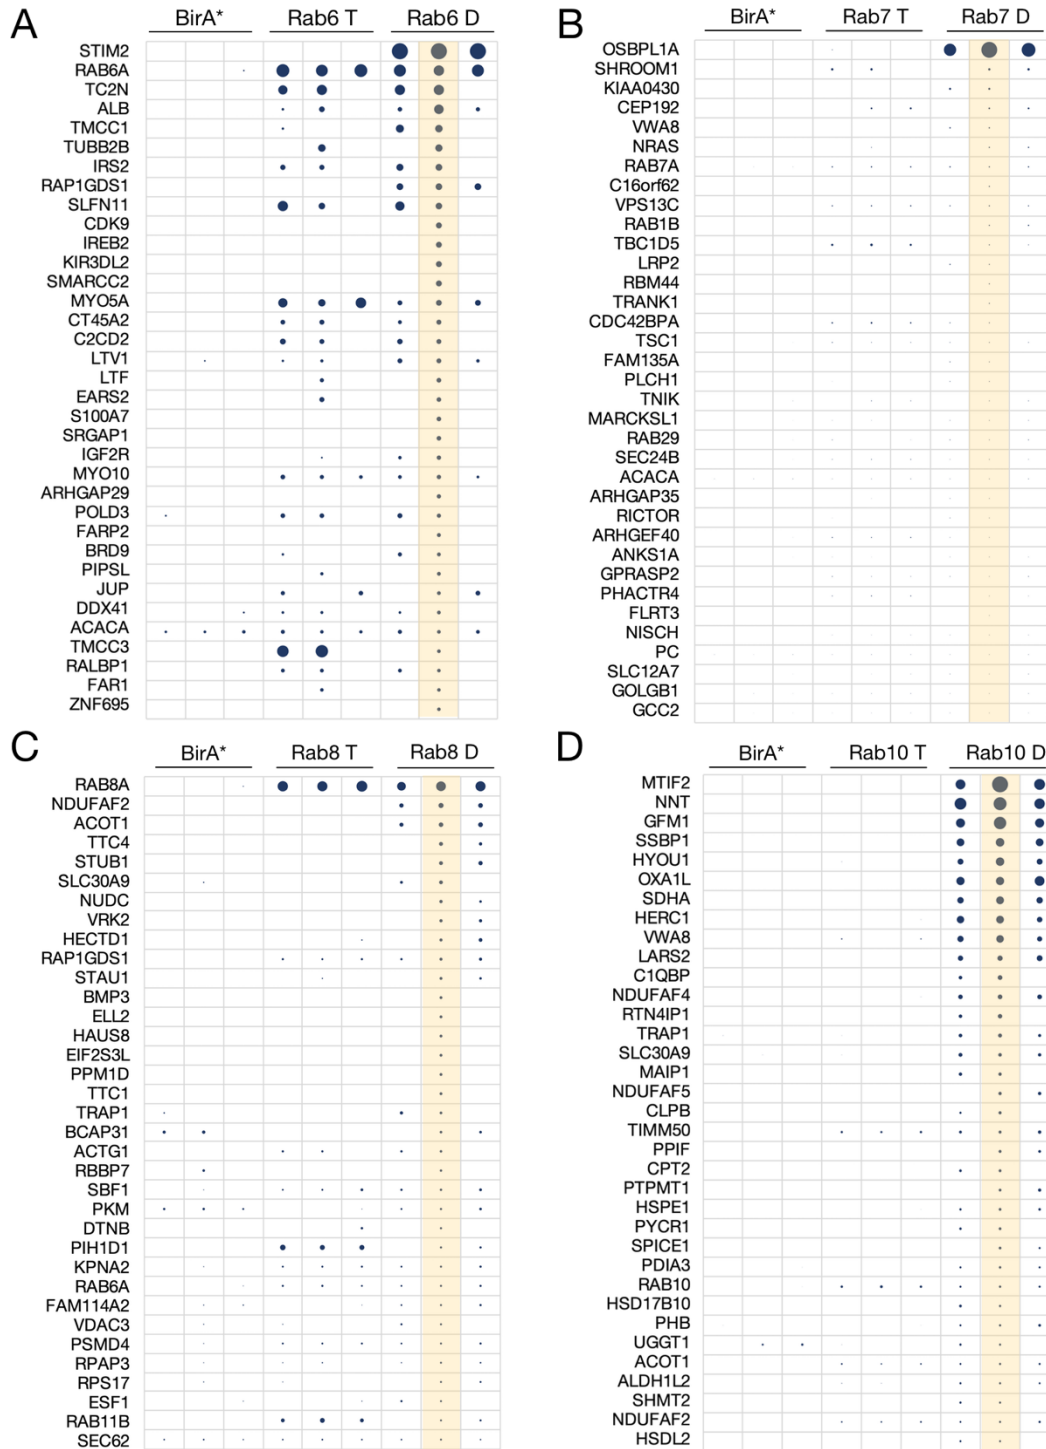 A
BirA* Rab6 T Rab6 D
STIM2
RAB6A
TC2N
ALB
TMCC1
TUBB2B
IRS2
RAP1GDS1
SLFN11
CDK9
IREB2
KIR3DL2
SMARCC2
MYO5A
CT45A2
C2CD2
LTV1
LTF
EARS2
S100A7
SRGAP1
IGF2R
MYO10
ARHGAP29
POLD3
FARP2
BRD9
PIPSL
JUP
DDX41
ACACA
TMCC3
RALBP1
FAR1
ZNF695
B
BirA* Rab7 T Rab7 D
OSBPL1A
SHROOM1
KIAA0430
CEP192
VWA8
NRAS
RAB7A
C16orf62
VPS13C
RAB1B
TBC1D5
LRP2
RBM44
TRANK1
CDC42BPA
TSC1
FAM135A
PLCH1
TNIK
MARCKSL1
RAB29
SEC24B
ACACA
ARHGAP35
RICTOR
ARHGEF40
ANKS1A
GPRASP2
PHACTR4
FLRT3
NISCH
PC
SLC12A7
GOLGB1
GCC2
C
BirA* Rab8 T Rab8 D
RAB8A
NDUFAF2
ACOT1
TTC4
STUB1
SLC30A9
NUDC
VRK2
HECTD1
RAP1GDS1
STAU1
BMP3
ELL2
HAUS8
EIF2S3L
PPM1D
TTC1
TRAP1
BCAP31
ACTG1
RBBP7
SBF1
PKM
DTNB
PIH1D1
KPNA2
RAB6A
FAM114A2
VDAC3
PSMD4
RPAP3
RPS17
ESF1
RAB11B
SEC62
D
BirA* Rab10 T Rab10 D
MTIF2
NNT
GFM1
SSBP1
HYOU1
OXA1L
SDHA
HERC1
VWA8
LARS2
C1QBP
NDUFAF4
RTN4IP1
TRAP1
SLC30A9
MAIP1
NDUFAF5
CLPB
TIMM50
PPIF
CPT2
PTPMT1
HSPE1
PYCR1
SPICE1
PDIA3
RAB10
HSD17B10
PHB
UGGT1
ACOT1
ALDH1L2
SHMT2
NDUFAF2
HSDL2